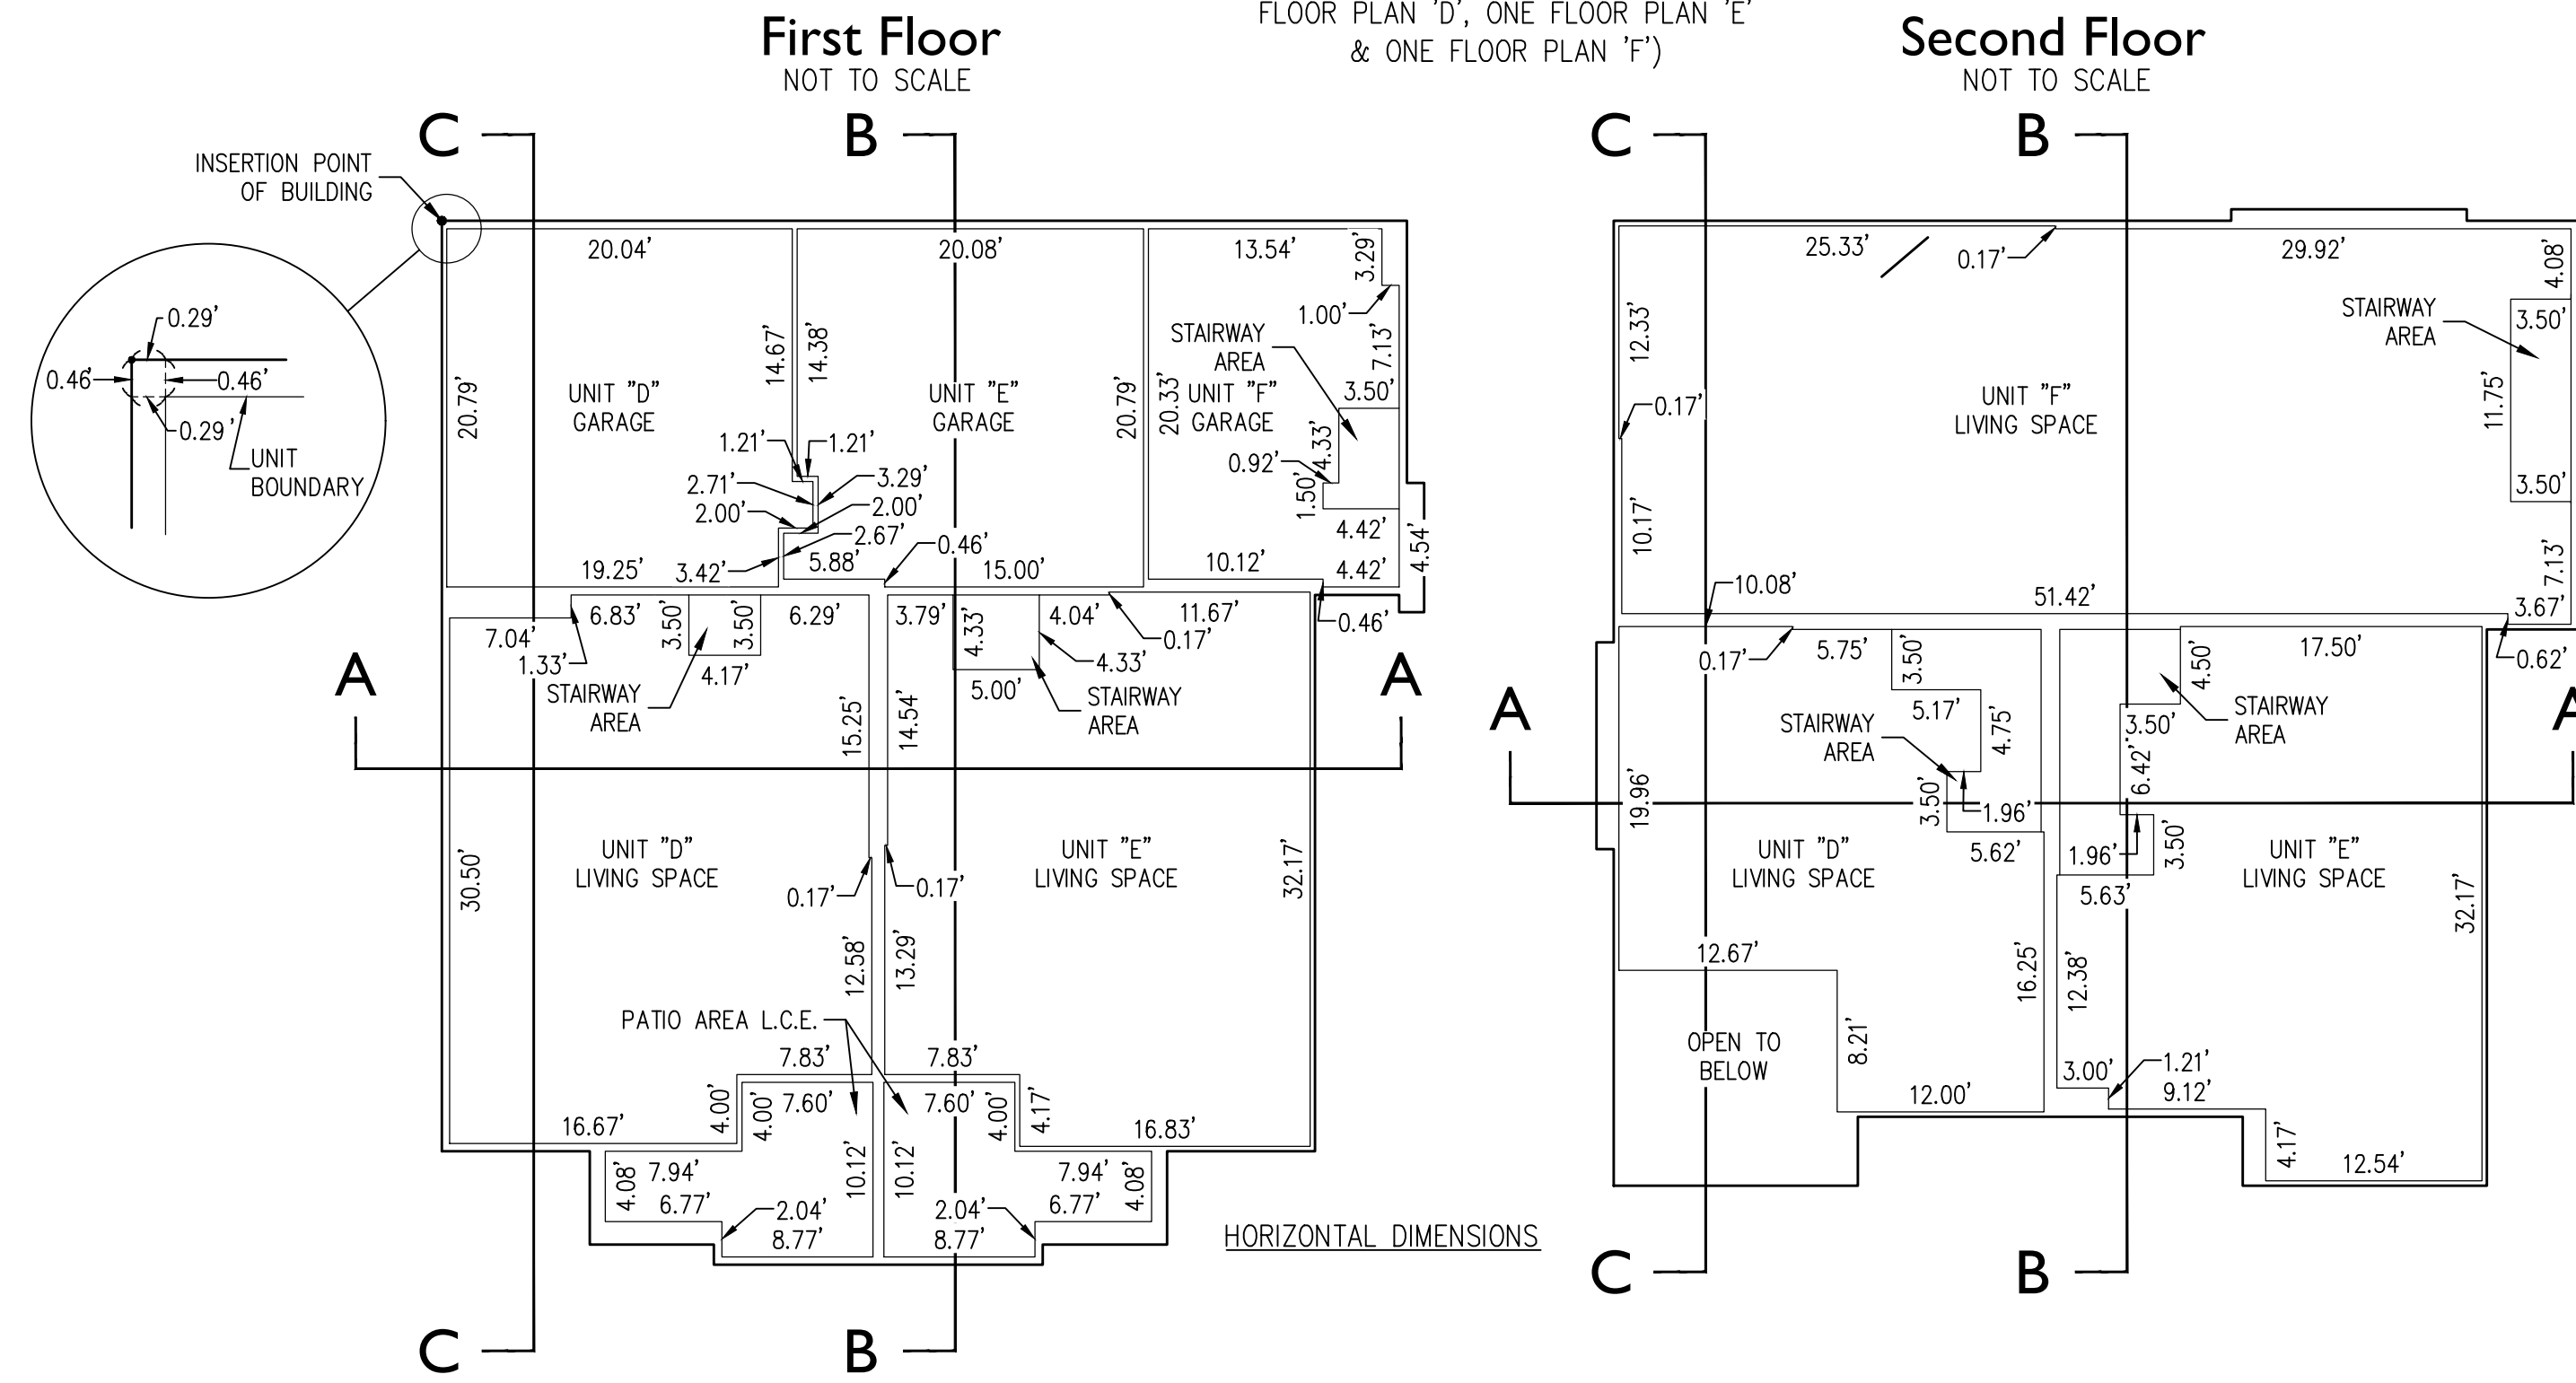 FLOOR PLAN 'D', ONE FLOOR PLAN 'E'
& ONE FLOOR PLAN 'F')
First Floor
NOT TO SCALE
Second Floor
NOT TO SCALE
C
B
C
B
INSERTION POINT
OF BUILDING
0.29'
0.46'
0.46'
0.29'
UNIT
BOUNDARY
20.04'
20.08'
13.54'
3.29'
1.00'
7.13'
STAIRWAY
AREA
14.67'
14.38'
20.79'
UNIT "D"
GARAGE
UNIT "E"
GARAGE
20.79'
20.33'
UNIT "F"
GARAGE
3.50'
1.21'
1.21'
4.33'
0.92'
2.71'
3.29'
2.00'
2.00'
1.50'
2.67'
4.42'
4.54'
0.46'
19.25'
3.42'
5.88'
15.00'
10.12'
4.42'
6.83'
3.50'
3.50'
6.29'
3.79'
4.33'
4.04'
11.67'
0.46'
7.04'
1.33'
0.17'
4.17'
4.33'
5.00'
STAIRWAY
AREA
STAIRWAY
AREA
A
A
15.25'
14.54'
30.50'
UNIT "D"
LIVING SPACE
UNIT "E"
LIVING SPACE
32.17'
0.17'
0.17'
12.58'
13.29'
PATIO AREA L.C.E.
7.83'
7.83'
4.00'
4.00'
7.60'
7.60'
4.00'
4.17'
16.67'
16.83'
4.08'
7.94'
10.12'
10.12'
7.94'
4.08'
6.77'
2.04'
2.04'
6.77'
8.77'
8.77'
C
B
HORIZONTAL DIMENSIONS
25.33'
0.17'
29.92'
4.08'
12.33'
STAIRWAY
AREA
3.50'
0.17'
UNIT "F"
LIVING SPACE
11.75'
3.50'
10.17'
7.13'
10.08'
51.42'
3.67'
0.17'
5.75'
3.50'
4.50'
17.50'
0.62'
A
STAIRWAY
AREA
5.17'
4.75'
3.50'
STAIRWAY
AREA
A
6.42'
19.96'
3.50'
1.96'
UNIT "D"
LIVING SPACE
5.62'
1.96'
3.50'
UNIT "E"
LIVING SPACE
5.63'
32.17'
12.67'
16.25'
12.38'
OPEN TO
BELOW
8.21'
3.00'
1.21'
12.00'
9.12'
4.17'
12.54'
C
B